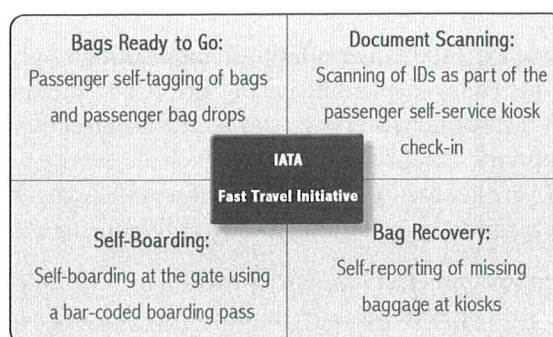 Bags Ready to Go:
Passenger self-tagging of bags
and passenger bag drops
Document Scanning:
Scanning of IDs as part of the
passenger self-service kiosk
check-in
IATA
Fast Travel Initiative
Self-Boarding:
Self-boarding at the gate using
a bar-coded boarding pass
Bag Recovery:
Self-reporting of missing
baggage at kiosks